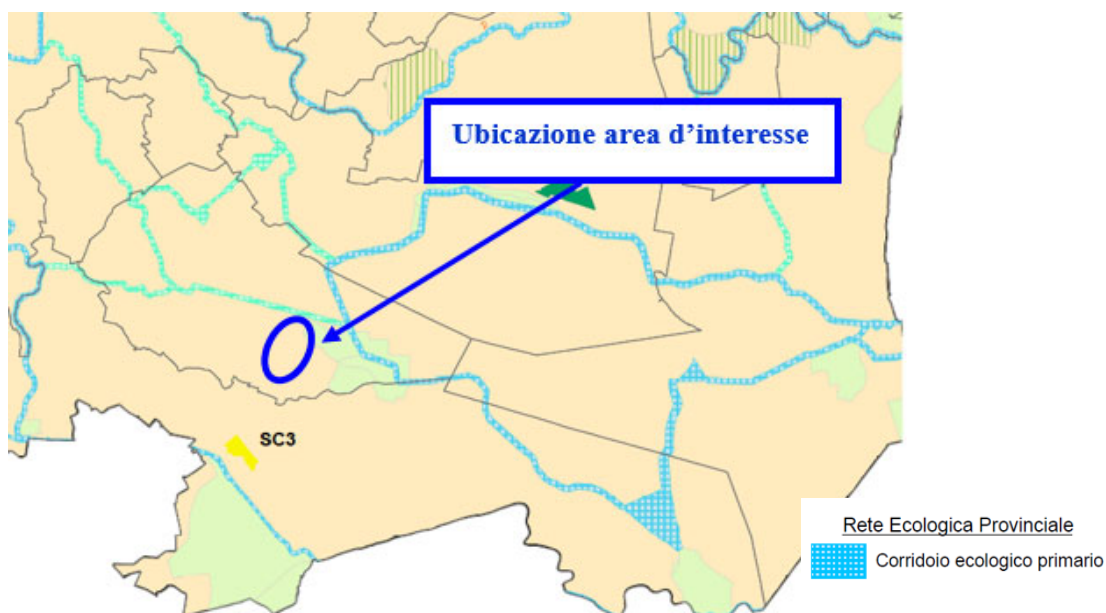 Ubicazione area d'interesse
SC3
Rete Ecologica Provinciale
Corridoio ecologico primario